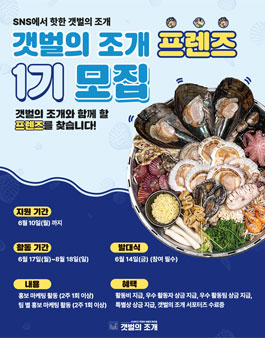 SNS에서 핫한 갯벌의 조개
갯벌의 조개 프렌즈
1기 모집
갯벌의 조개와 함께 할
프렌즈를 찾습니다!
지원 기간
6월 10일(월) 까지
활동 기간
6월 17일(월)~8월 18일(일)
발대식
6월 14일(금) (참여 필수)
내용
홍보 마케팅 활동 (2주 1회 이상)
팀 별 홍보 마케팅 활동 (2주 1회 이상)
혜택
활동비 지급, 우수 활동자 상금 지급, 우수 활동팀 상금 지급,
특별상 상금 지급, 갯벌의 조개 서포터즈 수료증
갯벌의 조개